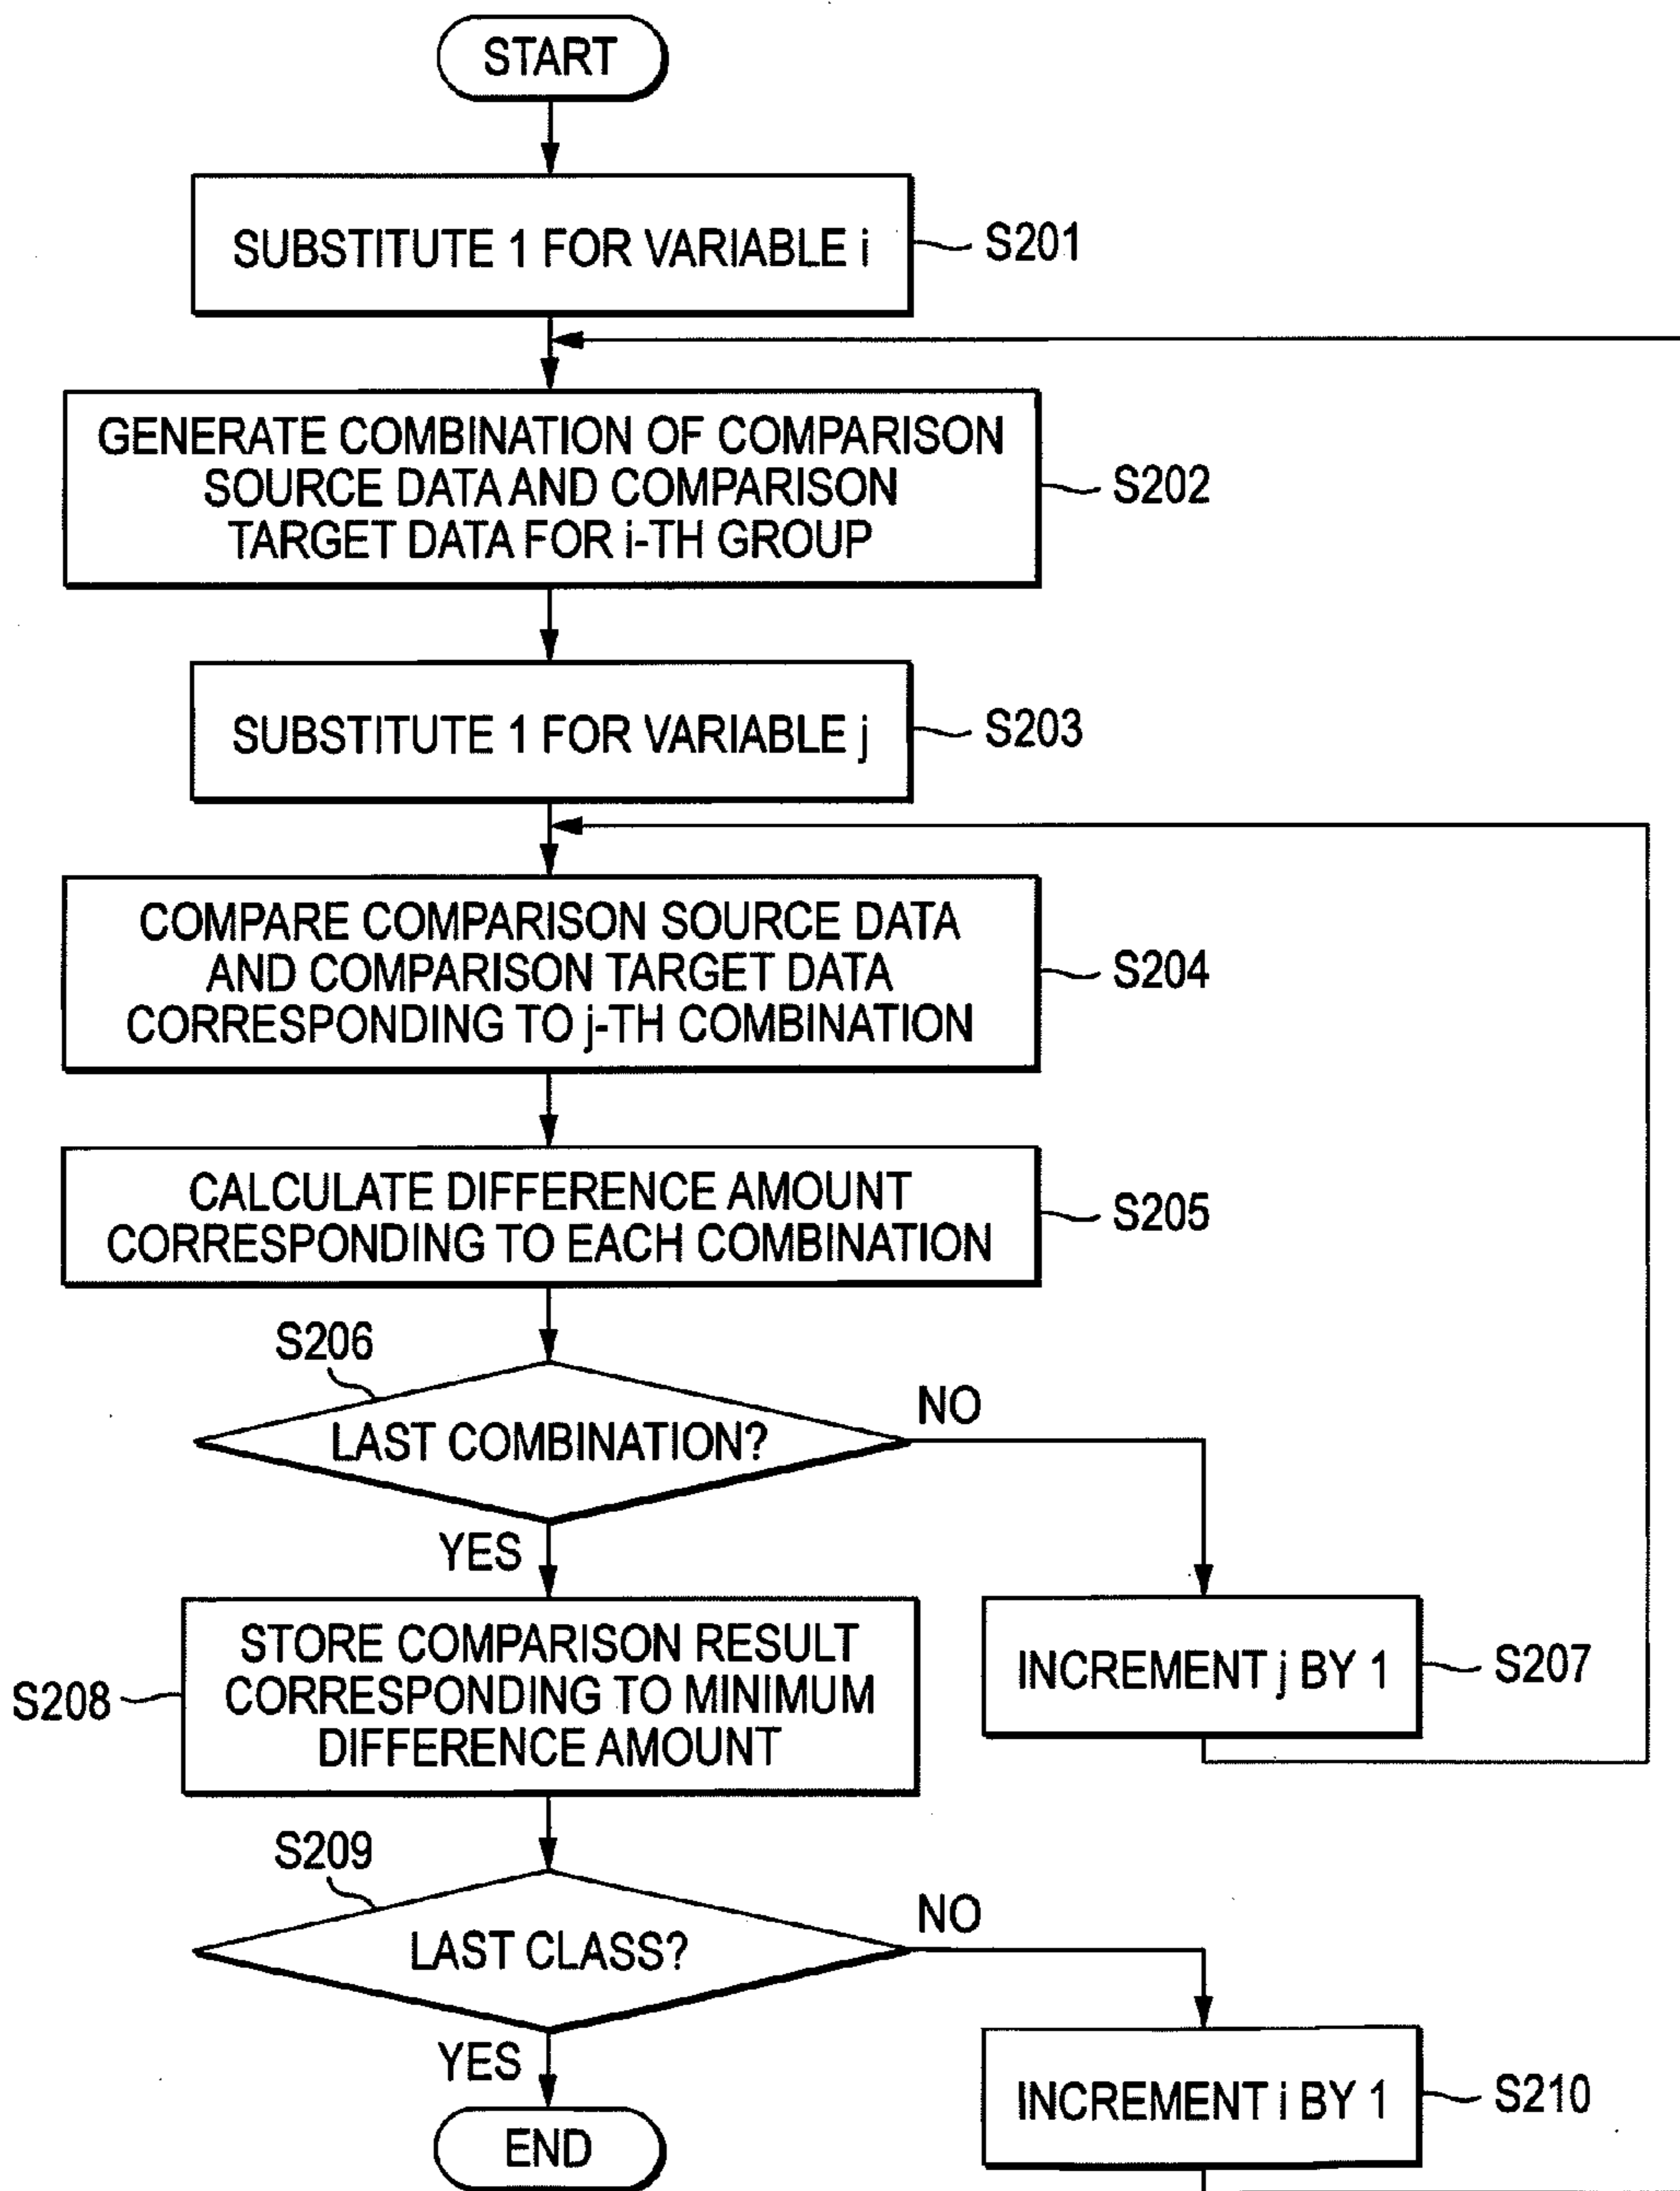 START
SUBSTITUTE 1 FOR VARIABLE i
S201
GENERATE COMBINATION OF COMPARISON
SOURCE DATA AND COMPARISON
TARGET DATA FOR i-TH GROUP
S202
SUBSTITUTE 1 FOR VARIABLE j
S203
COMPARE COMPARISON SOURCE DATA
AND COMPARISON TARGET DATA
CORRESPONDING TO j-TH COMBINATION
S204
CALCULATE DIFFERENCE AMOUNT
CORRESPONDING TO EACH COMBINATION
S205
S206
LAST COMBINATION?
NO
YES
STORE COMPARISON RESULT
CORRESPONDING TO MINIMUM
DIFFERENCE AMOUNT
S208
INCREMENT j BY 1
S207
S209
LAST CLASS?
NO
YES
INCREMENT i BY 1
S210
END